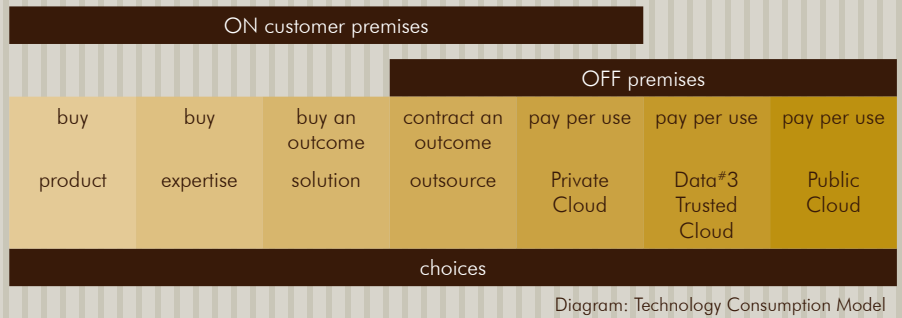 ON customer premises
OFF premises
buy
product
buy
expertise
buy an
outcome
solution
contract an
outcome
outsource
pay per use
Private
Cloud
pay per use
Data#3
Trusted
Cloud
pay per use
Public
Cloud
choices
Diagram: Technology Consumption Model